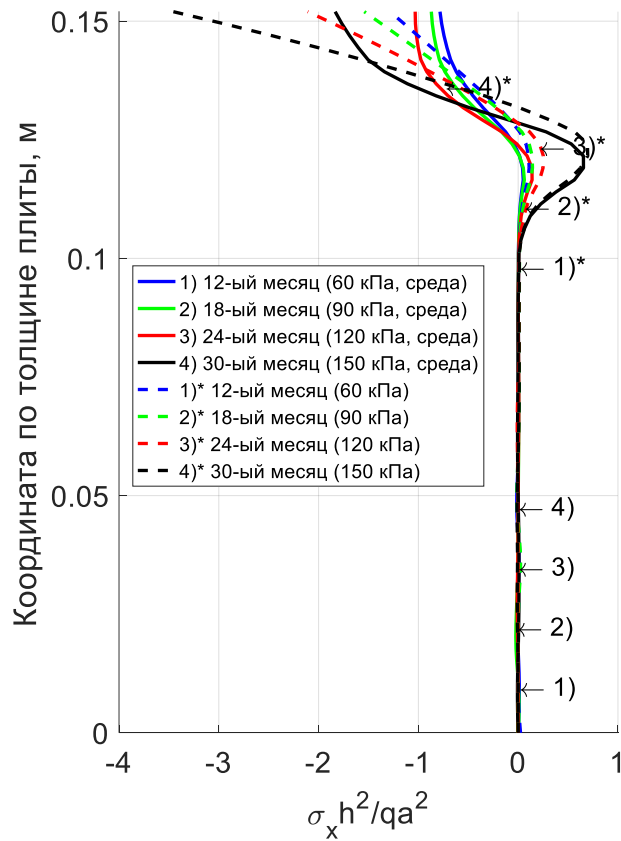 0.15
4)*
3)*
2)*
0.1
1)*
1) 12-ый месяц (60 кПа, среда)
2) 18-ый месяц (90 кПа, среда)
3) 24-ый месяц (120 кПа, среда)
4) 30-ый месяц (150 кПа, среда)
1)* 12-ый месяц (60 кПа)
2)* 18-ый месяц (90 кПа)
3)* 24-ый месяц (120 кПа)
4)* 30-ый месяц (150 кПа)
0.05
4)
3)
2)
1)
0
-4 -3 -2 -1 0 1
σₓh²/qa²
Координата по толщине плиты, м